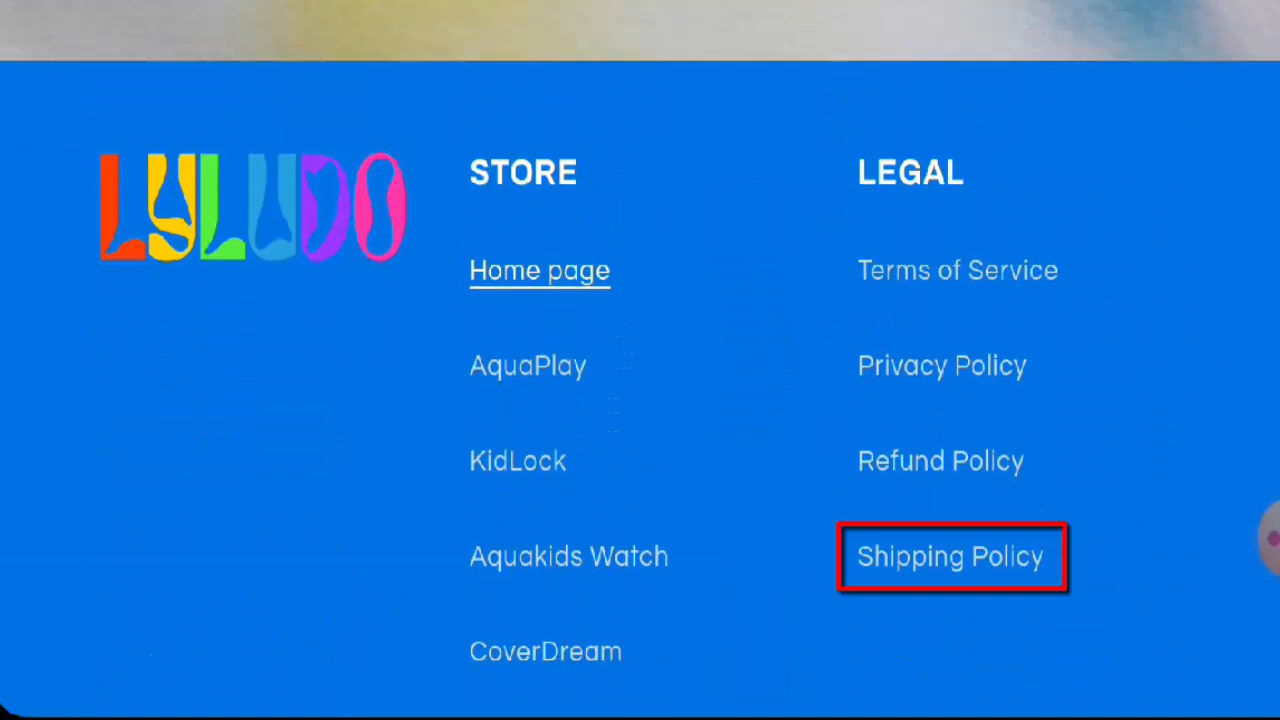 LYLUDO
STORE
Home page
AquaPlay
KidLock
Aquakids Watch
CoverDream
LEGAL
Terms of Service
Privacy Policy
Refund Policy
Shipping Policy